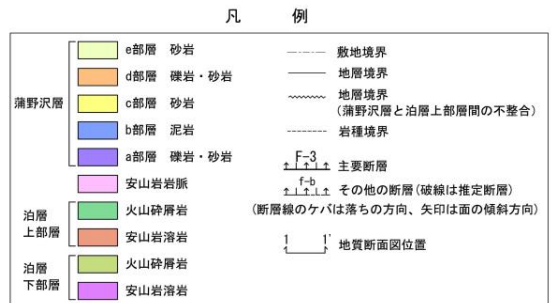 凡 例
蒲野沢層
e部層 砂岩
d部層 礫岩・砂岩
c部層 砂岩
b部層 泥岩
a部層 礫岩・砂岩
安山岩岩脈
泊層
上部層
火山砕屑岩
安山岩溶岩
泊層
下部層
火山砕屑岩
安山岩溶岩
敷地境界
地層境界
地層境界
(蒲野沢層と泊層上部層間の不整合)
岩種境界
F-3
主要断層
f-b
その他の断層(破線は推定断層)
(断層線のケバは落ちの方向、矢印は面の傾斜方向)
1 1'
地質断面図位置